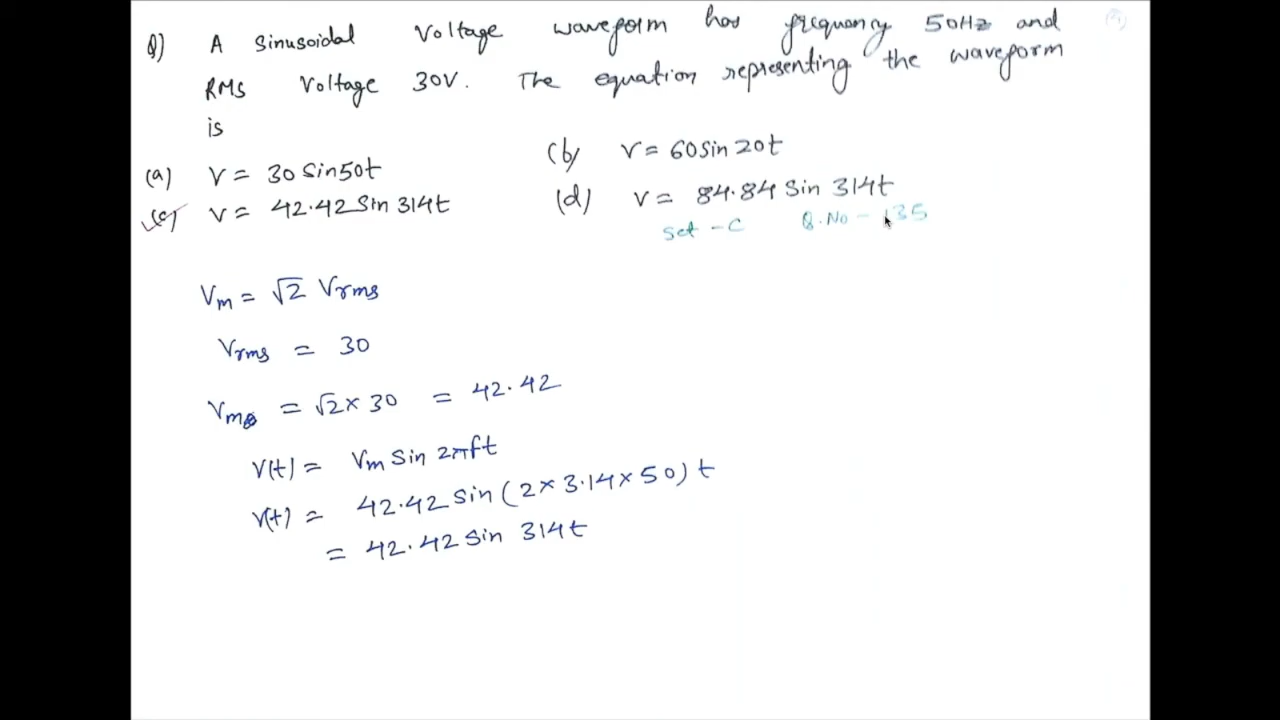 Q) A sinusoidal Voltage waveform has frequency 50Hz and
RMS Voltage 30V. The equation representing the waveform
is
(a) V = 30 Sin50t (b) V = 60sin 20t
(c) V = 42.42 Sin 314t (d) V = 84.84 Sin 314t
Set - C Q.No - 135
Vm = √2 Vrms
Vrms = 30
Vm = √2 × 30 = 42.42
V(t) = Vm Sin 2πft
V(t) = 42.42 sin (2 × 3.14 × 50) t
= 42.42 Sin 314t